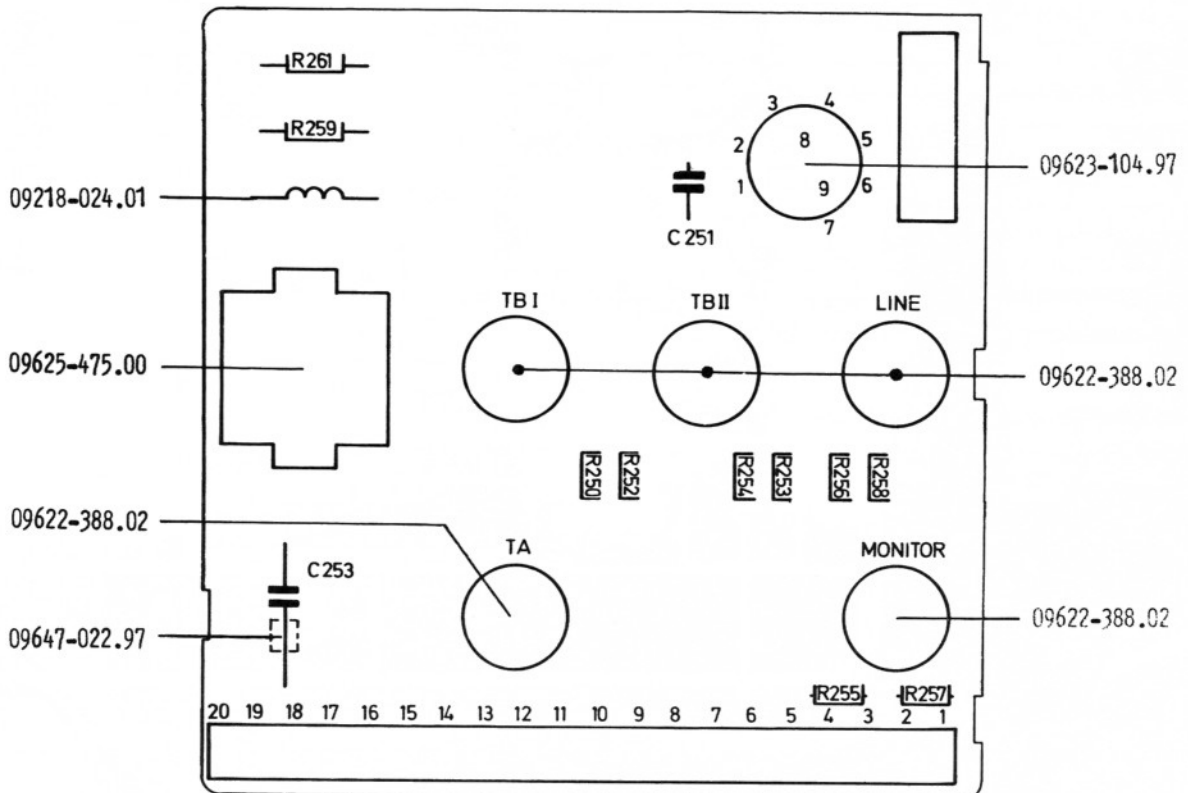 R261
R259
09218-024.01
C 251
3 4
2 8 5
1 9 6
7
09623-104.97
TB I
TB II
LINE
09625-475.00
09622-388.02
R250
R252
R254
R253
R256
R258
09622-388.02
TA
MONITOR
C 253
09622-388.02
09647-022.97
R255
R257
20 19 18 17 16 15 14 13 12 11 10 9 8 7 6 5 4 3 2 1